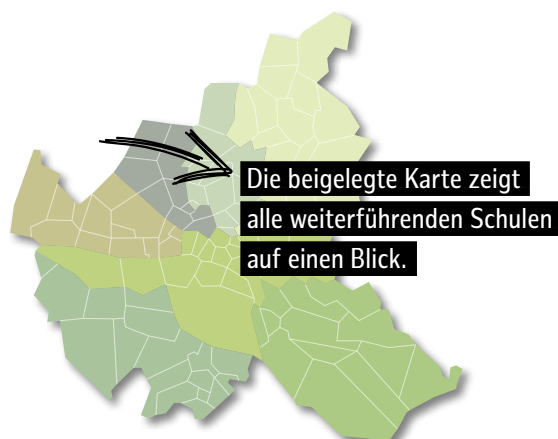 Die beigelegte Karte zeigt
alle weiterführenden Schulen
auf einen Blick.